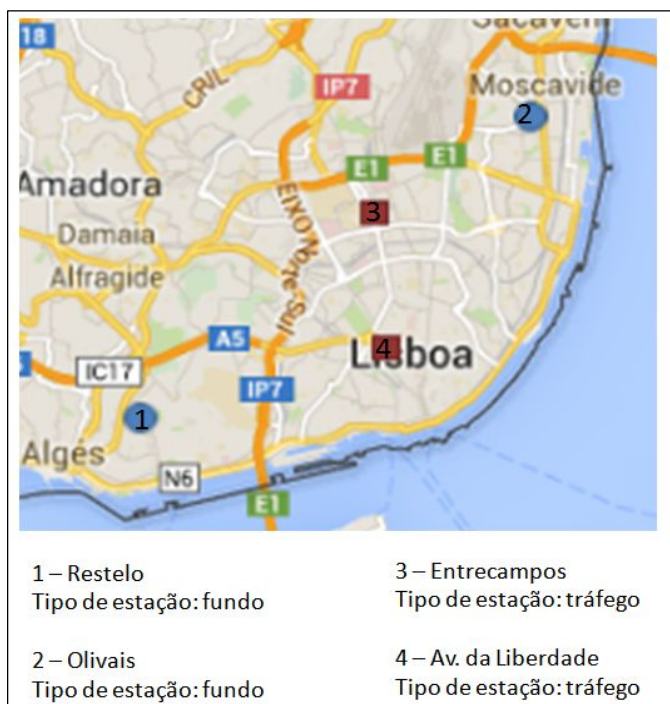 Sacavém
18
Moscavide
CRIL
IP7
2
E1
E1
Amadora
3
EIXO Norte Sul
Damaia
Alfragide
A5
4
Lisboa
IC17
IP7
1
Algés
N6
E1
1 – Restelo
Tipo de estação: fundo
3 – Entrecampos
Tipo de estação: tráfego
2 – Olivais
Tipo de estação: fundo
4 – Av. da Liberdade
Tipo de estação: tráfego